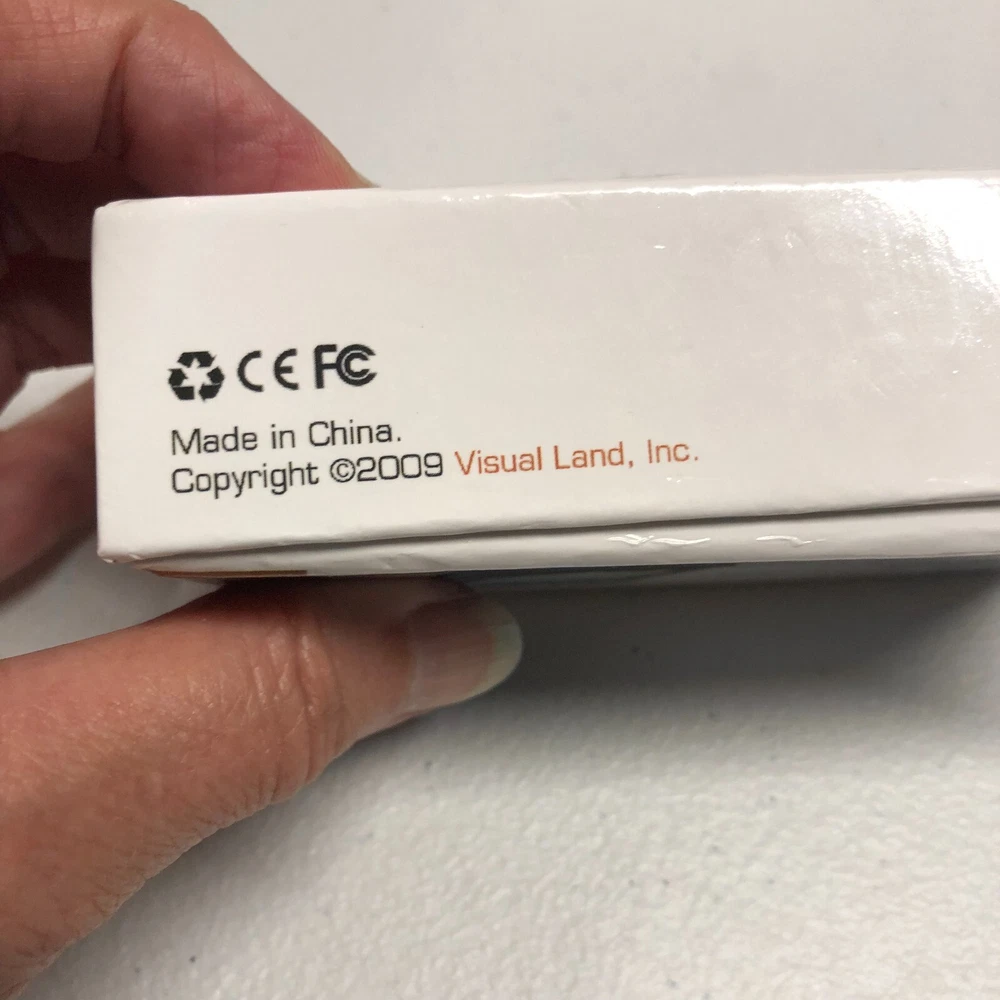 CE FC
Made in China.
Copyright ©2009 Visual Land, Inc.